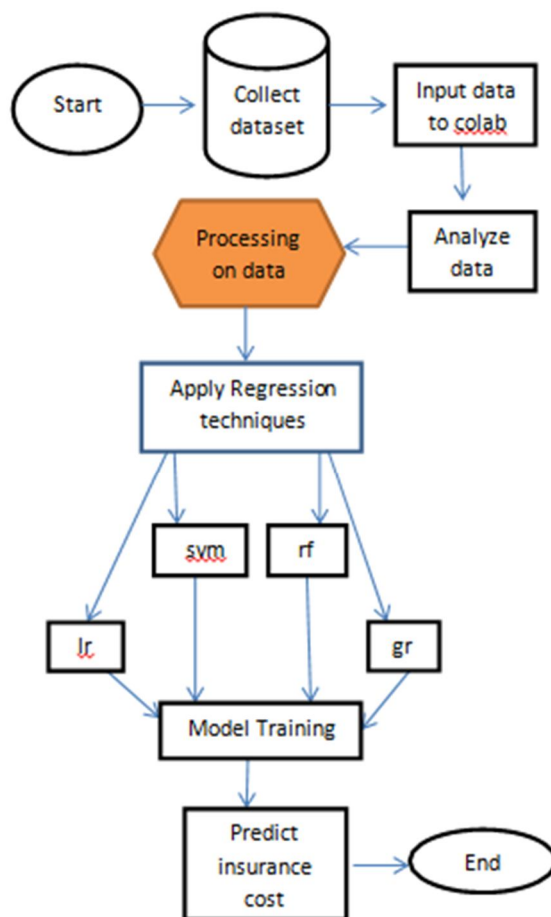 Start
Collect
dataset
Input data
to colab
Analyze
data
Processing
on data
Apply Regression
techniques
svm
rf
lr
gr
Model Training
Predict
insurance
cost
End